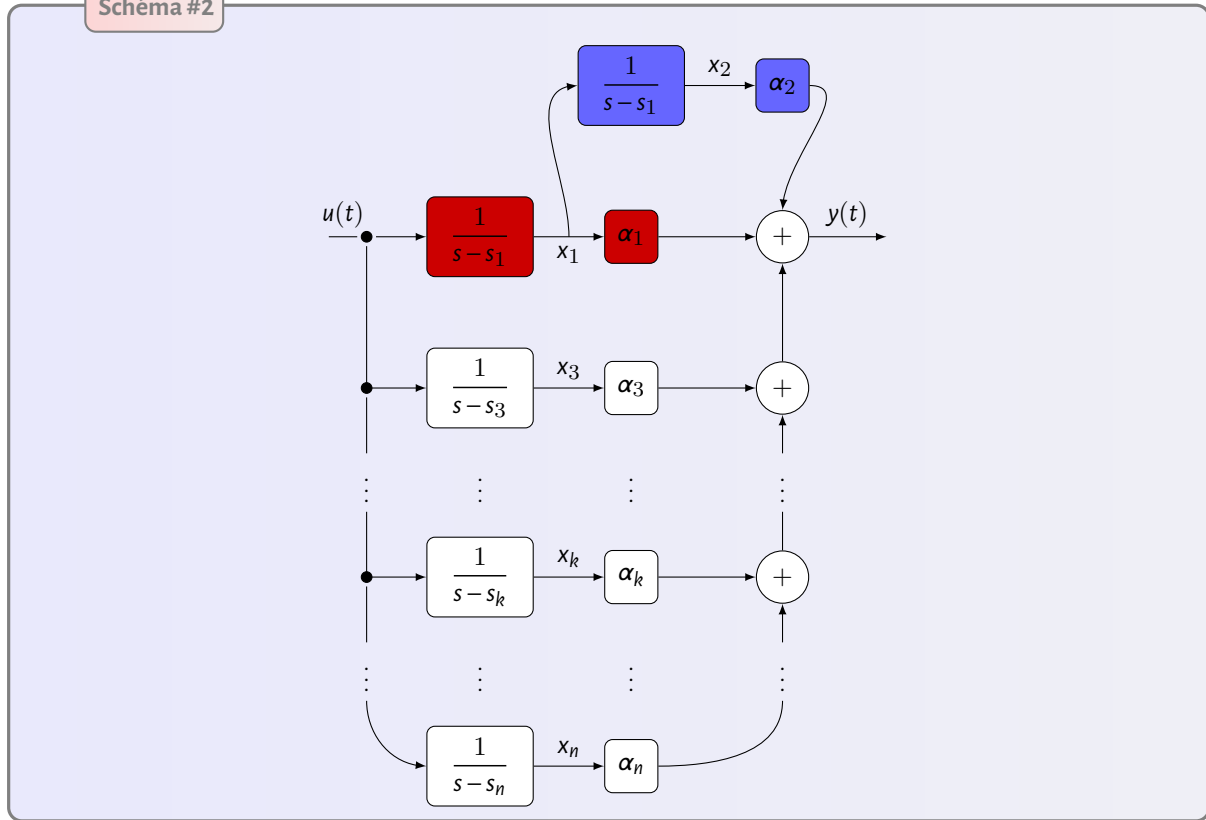 Schéma #2
1
s−s₁
x₂
α₂
u(t)
1
s−s₁
x₁
α₁
+
y(t)
1
s−s₃
x₃
α₃
+
⋮ ⋮ ⋮ ⋮
1
s−sₖ
xₖ
αₖ
+
⋮ ⋮ ⋮ ⋮
1
s−sₙ
xₙ
αₙ